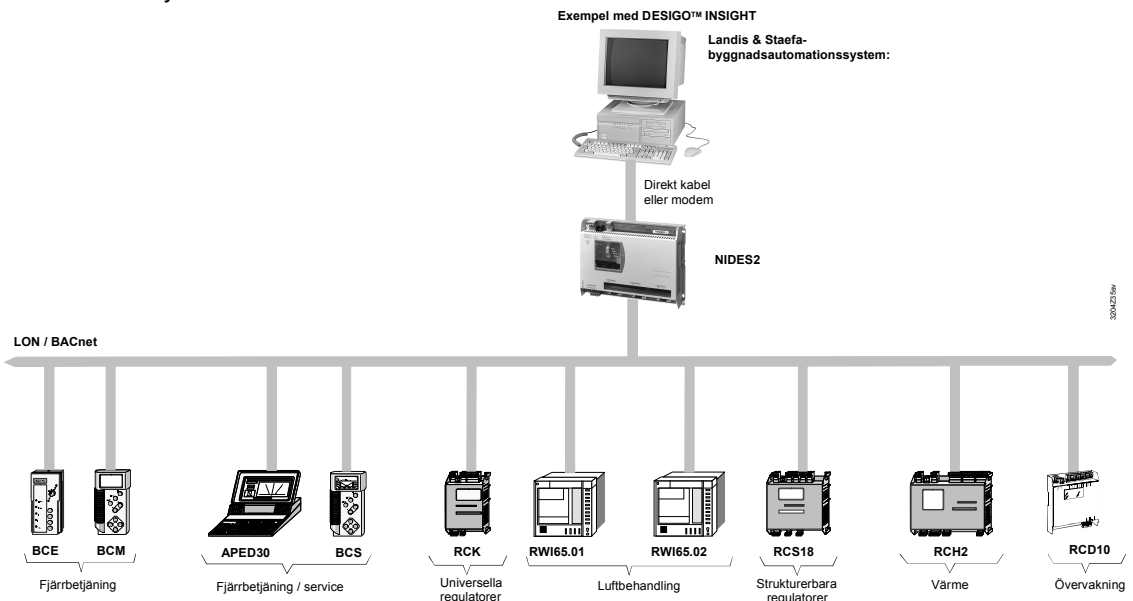 Exempel med DESIGO™ INSIGHT
Landis & Staefa-
byggnadsautomationssystem:
Direkt kabel
eller modem
NIDES2
3204Z35sv
LON / BACnet
BCE
BCM
APED30
BCS
RCK
RWI65.01
RWI65.02
RCS18
RCH2
RCD10
Fjärrbetjäning
Fjärrbetjäning / service
Universella
regulatorer
Luftbehandling
Strukturerbara
regulatorer
Värme
Övervakning